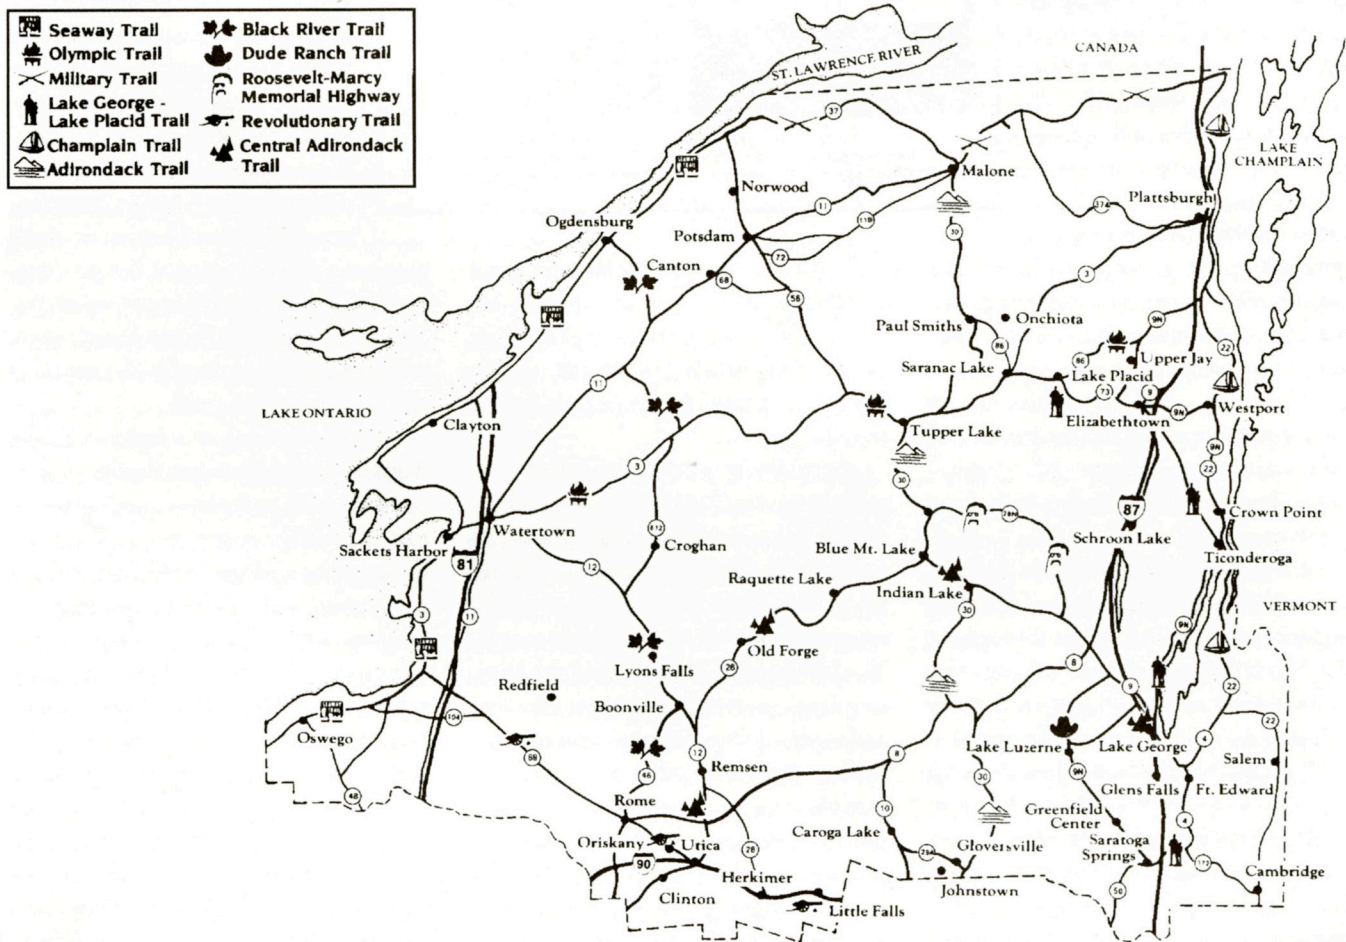 Seaway Trail
Olympic Trail
Military Trail
Lake George -
Lake Placid Trail
Champlain Trail
Adirondack Trail
Black River Trail
Dude Ranch Trail
Roosevelt-Marcy
Memorial Highway
Revolutionary Trail
Central Adirondack
Trail
ST. LAWRENCE RIVER
CANADA
37
LAKE
CHAMPLAIN
Malone
Norwood
Plattsburgh
11
11B
37A
Ogdensburg
Potsdam
30
72
Canton
68
3
56
Paul Smiths
Onchiota
9N
86
86
Upper Jay
22
Saranac Lake
Lake Placid
11
73
9
9N
Westport
LAKE ONTARIO
Clayton
Elizabethtown
Tupper Lake
9N
3
22
30
87
Crown Point
28N
Watertown
812
Schroon Lake
Sackets Harbor
Croghan
Blue Mt. Lake
Ticonderoga
81
12
Raquette Lake
Indian Lake
VERMONT
3
11
30
9N
Old Forge
Lyons Falls
28
8
Redfield
9
22
Boonville
104
22
Oswego
4
12
Lake Luzerne
Lake George
69
8
Salem
46
Remsen
30
9N
Glens Falls
Ft. Edward
48
Rome
10
Greenfield
Center
4
Caroga Lake
Oriskany
Utica
Saratoga
Springs
28
29A
Gloversville
90
Herkimer
Cambridge
Johnstown
50
Clinton
Little Falls